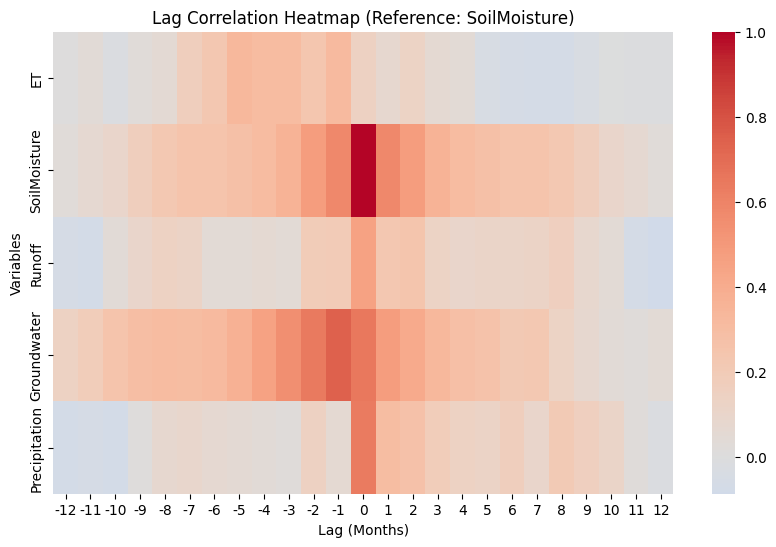 Lag Correlation Heatmap (Reference: SoilMoisture)
Variables
ET
SoilMoisture
Runoff
Groundwater
Precipitation
-12 -11 -10 -9 -8 -7 -6 -5 -4 -3 -2 -1 0 1 2 3 4 5 6 7 8 9 10 11 12
Lag (Months)
1.0
0.8
0.6
0.4
0.2
0.0